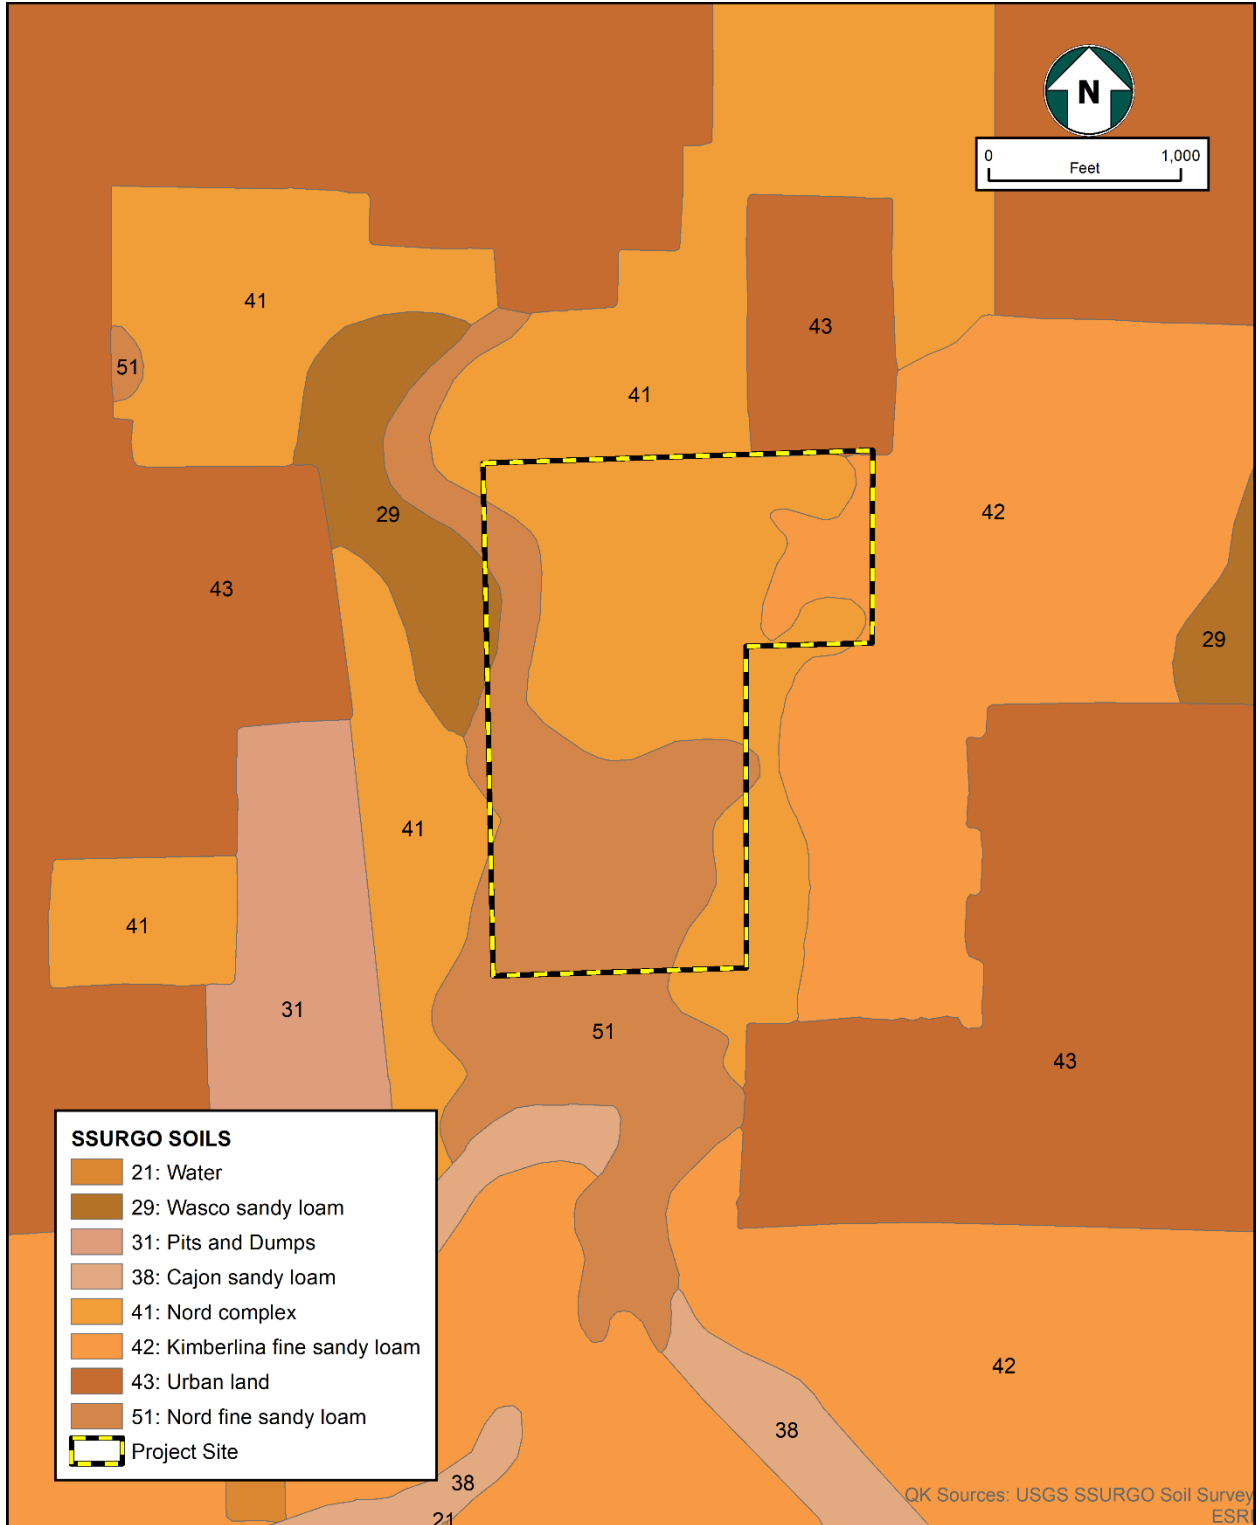 N
0 1,000
Feet
41
43
51
41
29
42
43
29
41
41
31
51
43
SSURGO SOILS
21: Water
29: Wasco sandy loam
31: Pits and Dumps
38: Cajon sandy loam
41: Nord complex
42: Kimberlina fine sandy loam
43: Urban land
51: Nord fine sandy loam
Project Site
42
38
38
21
QK Sources: USGS SSURGO Soil Survey
ESRI